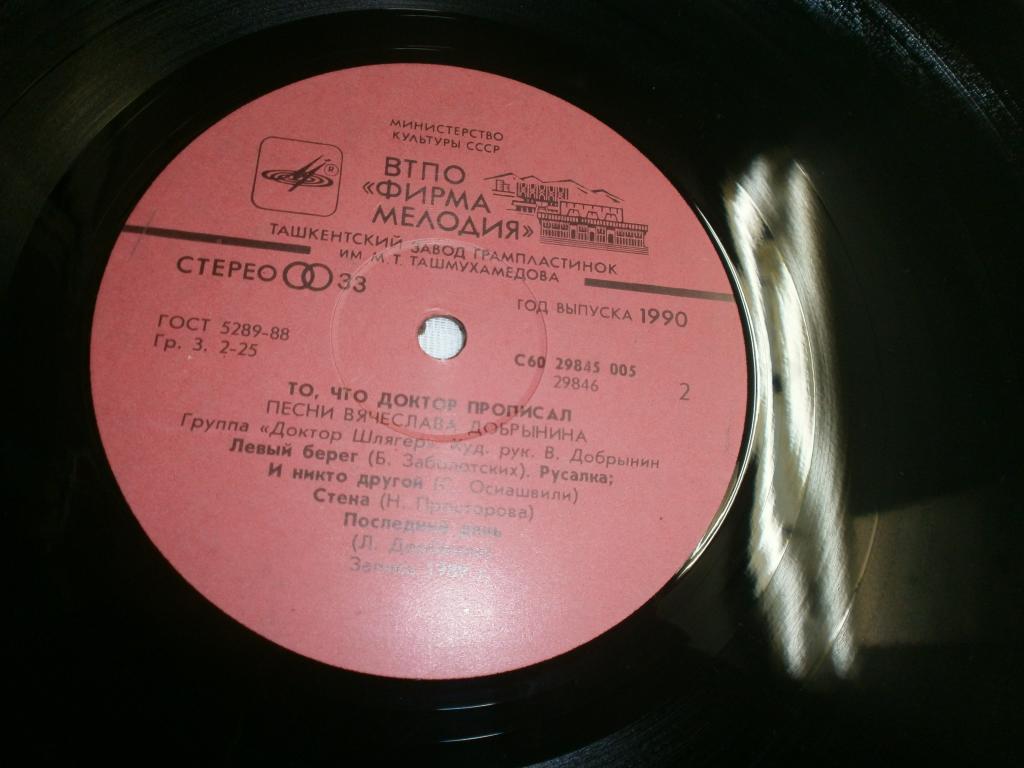 МИНИСТЕРСТВО
КУЛЬТУРЫ СССР
®
ВТПО
«ФИРМА
МЕЛОДИЯ»
ТАШКЕНТСКИЙ ЗАВОД ГРАМПЛАСТИНОК
ИМ. М. Т. ТАШМУХАМЕДОВА
СТЕРЕО 33
ГОД ВЫПУСКА 1990
ГОСТ 5289-88
Гр. 3. 2-25
С60 29845 005
29846
2
ТО, ЧТО ДОКТОР ПРОПИСАЛ
ПЕСНИ ВЯЧЕСЛАВА ДОБРЫНИНА
Группа «Доктор Шлягер». Худ. рук. В. Добрынин
Левый берег (Б. Заболотских). Русалка;
И никто другой (С. Осиашвили)
Стена (Н. Просторова)
Последний день
(Л.
Запись